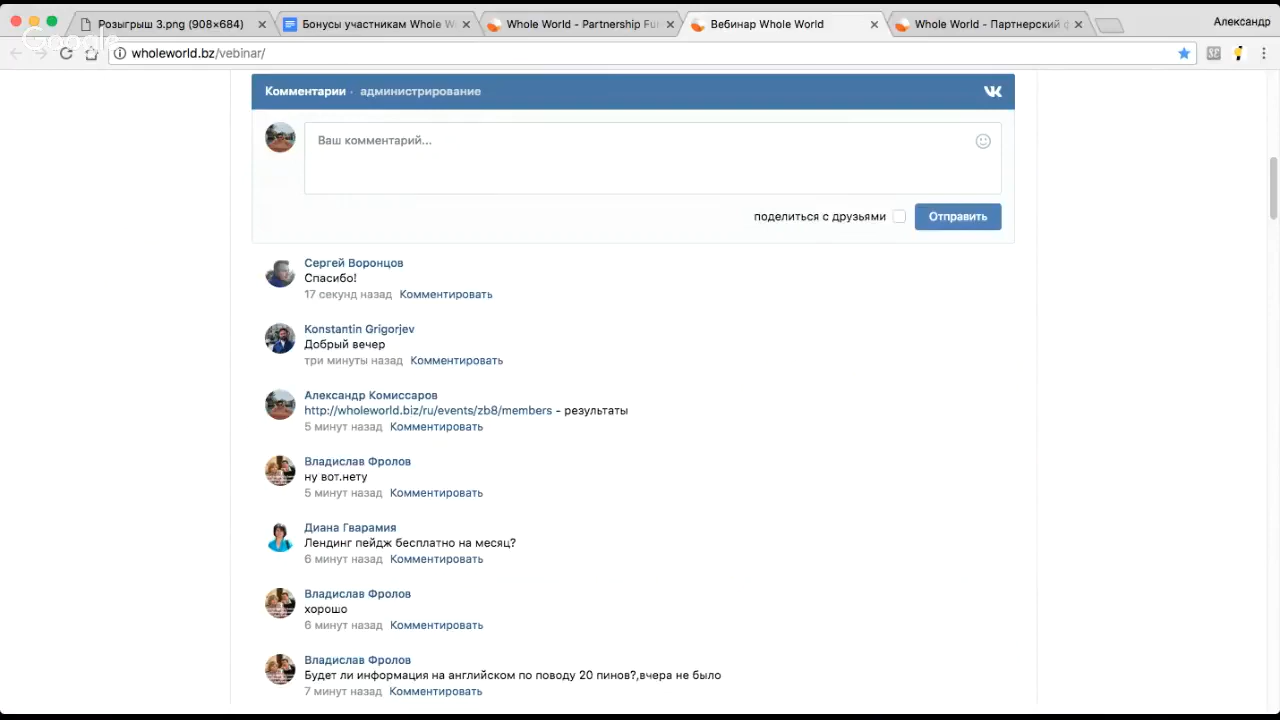 Розыгрыш 3.png (908×684)
Бонусы участникам Whole W
Whole World - Partnership Fu
Вебинар Whole World
Whole World - Партнерский ф
Александр
Google
wholeworld.bz/vebinar/
Комментарии · администрирование
Ваш комментарий...
поделиться с друзьями
Отправить
Сергей Воронцов
Спасибо!
17 секунд назад Комментировать
Konstantin Grigorjev
Добрый вечер
три минуты назад Комментировать
Александр Комиссаров
http://wholeworld.biz/ru/events/zb8/members - результаты
5 минут назад Комментировать
Владислав Фролов
ну вот.нету
5 минут назад Комментировать
Диана Гварамия
Лендинг пейдж бесплатно на месяц?
6 минут назад Комментировать
Владислав Фролов
хорошо
6 минут назад Комментировать
Владислав Фролов
Будет ли информация на английском по поводу 20 пинов?,вчера не было
7 минут назад Комментировать